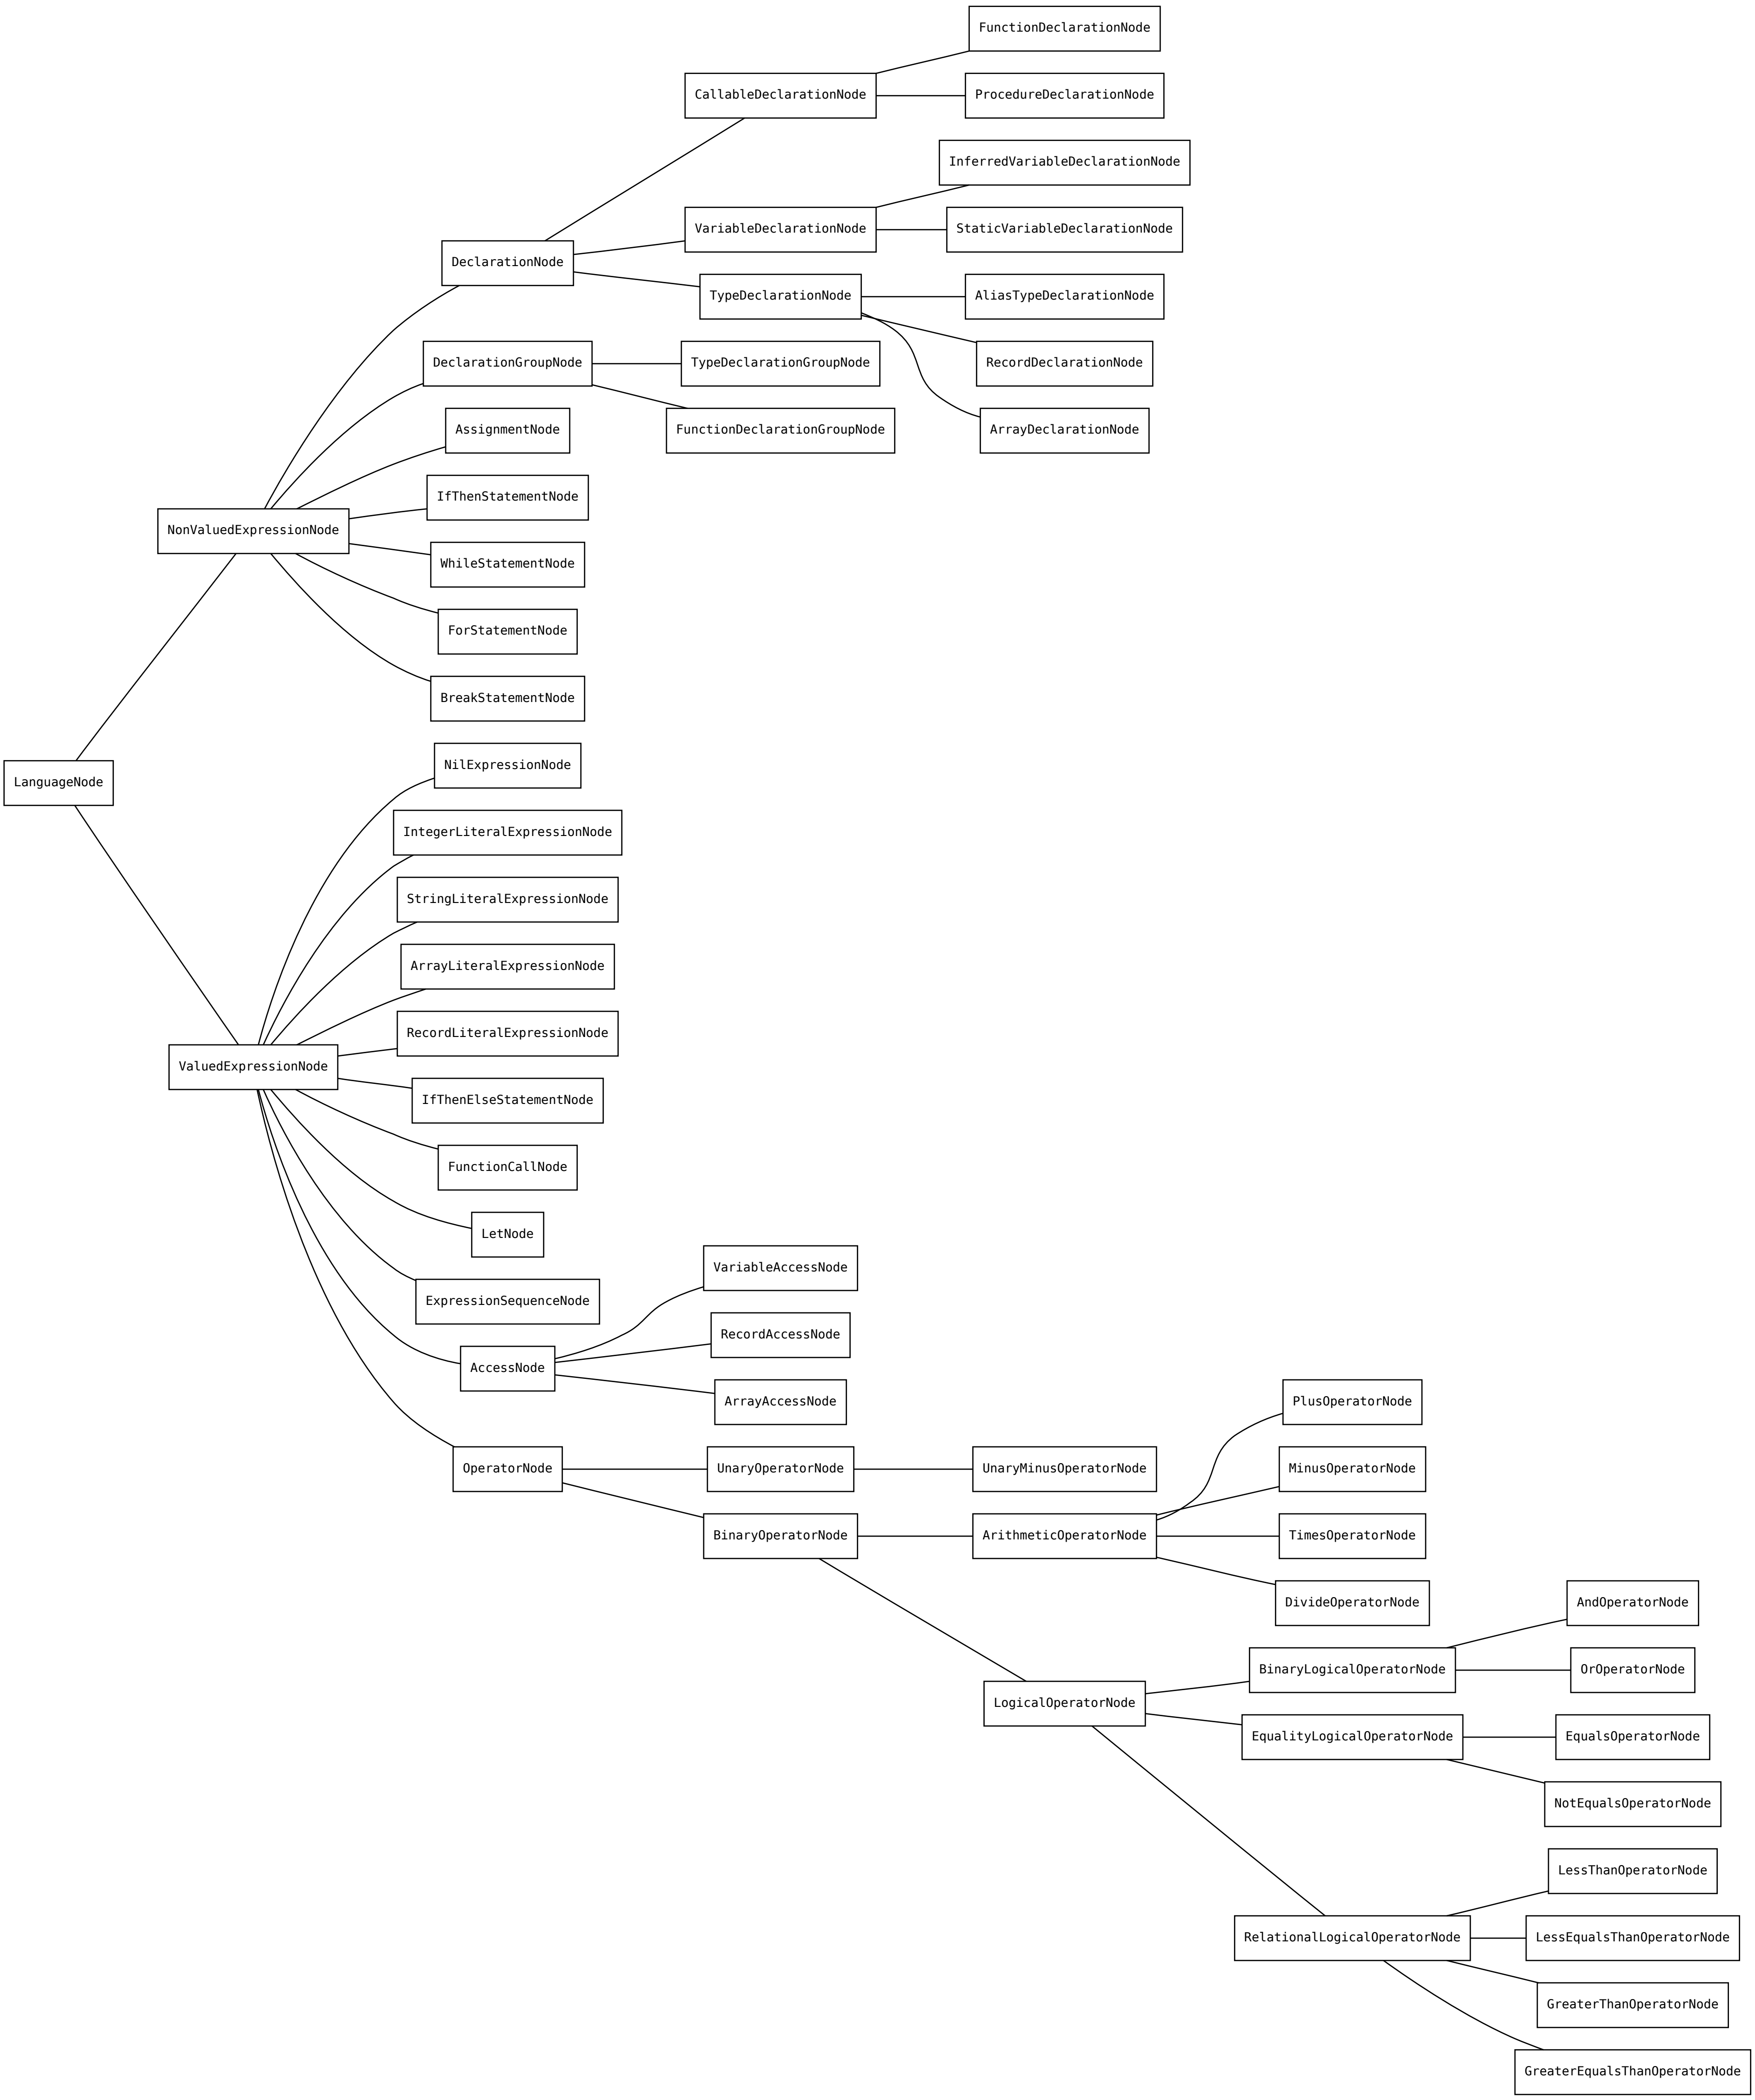 FunctionDeclarationNode
CallableDeclarationNode
ProcedureDeclarationNode
InferredVariableDeclarationNode
VariableDeclarationNode
StaticVariableDeclarationNode
DeclarationNode
TypeDeclarationNode
AliasTypeDeclarationNode
DeclarationGroupNode
TypeDeclarationGroupNode
RecordDeclarationNode
AssignmentNode
FunctionDeclarationGroupNode
ArrayDeclarationNode
IfThenStatementNode
NonValuedExpressionNode
WhileStatementNode
ForStatementNode
BreakStatementNode
NilExpressionNode
LanguageNode
IntegerLiteralExpressionNode
StringLiteralExpressionNode
ArrayLiteralExpressionNode
RecordLiteralExpressionNode
ValuedExpressionNode
IfThenElseStatementNode
FunctionCallNode
LetNode
VariableAccessNode
ExpressionSequenceNode
RecordAccessNode
AccessNode
ArrayAccessNode
PlusOperatorNode
OperatorNode
UnaryOperatorNode
UnaryMinusOperatorNode
MinusOperatorNode
BinaryOperatorNode
ArithmeticOperatorNode
TimesOperatorNode
DivideOperatorNode
AndOperatorNode
BinaryLogicalOperatorNode
OrOperatorNode
LogicalOperatorNode
EqualityLogicalOperatorNode
EqualsOperatorNode
NotEqualsOperatorNode
LessThanOperatorNode
RelationalLogicalOperatorNode
LessEqualsThanOperatorNode
GreaterThanOperatorNode
GreaterEqualsThanOperatorNode